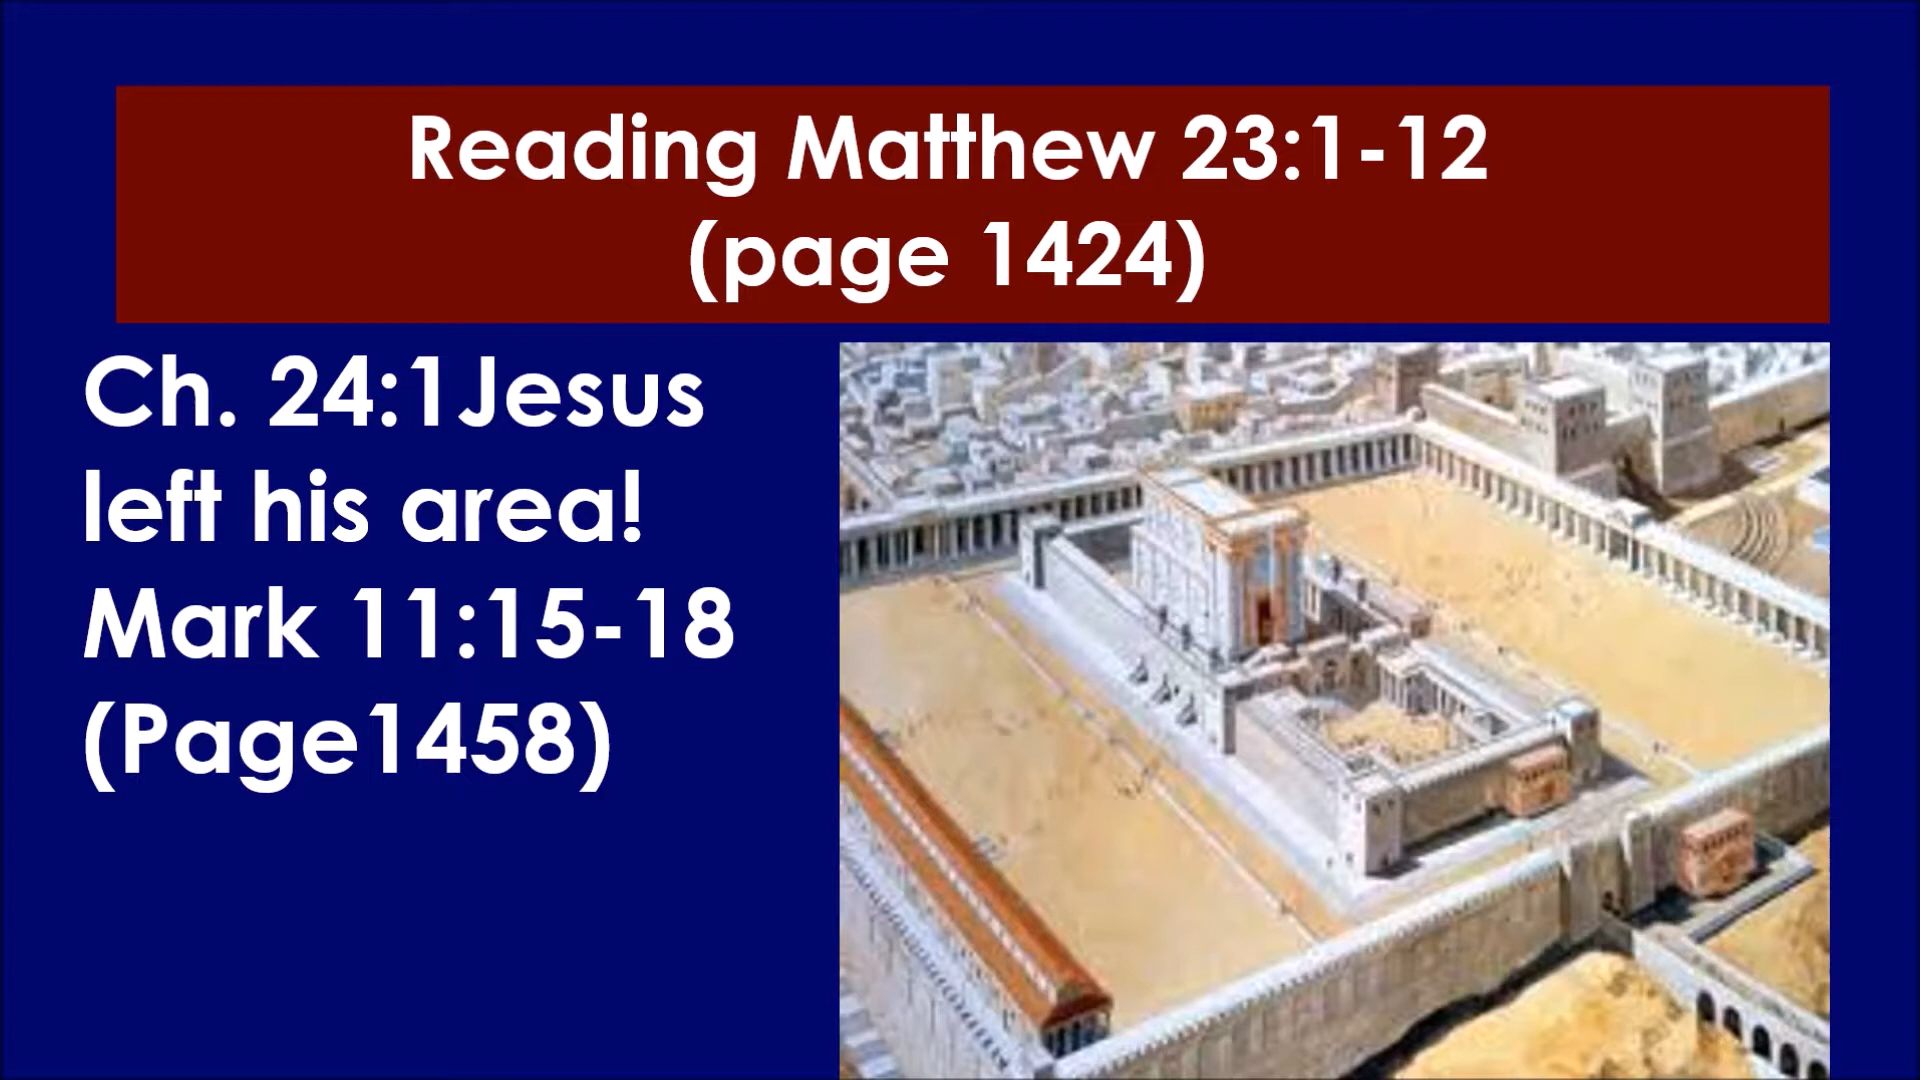 Reading Matthew 23:1-12
(page 1424)
Ch. 24:1Jesus
left his area!
Mark 11:15-18
(Page1458)